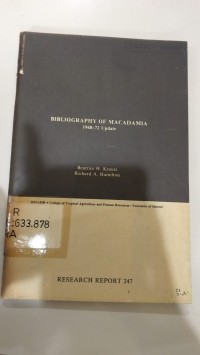 BIBLIOGRAPHY OF MACADAMIA
1968-72 Update
Beatrice H. Krauss
Richard A. Hamilton
College of Tropical Agriculture and Human Resources • University of Hawaii
R
633.878
RESEARCH REPORT 247